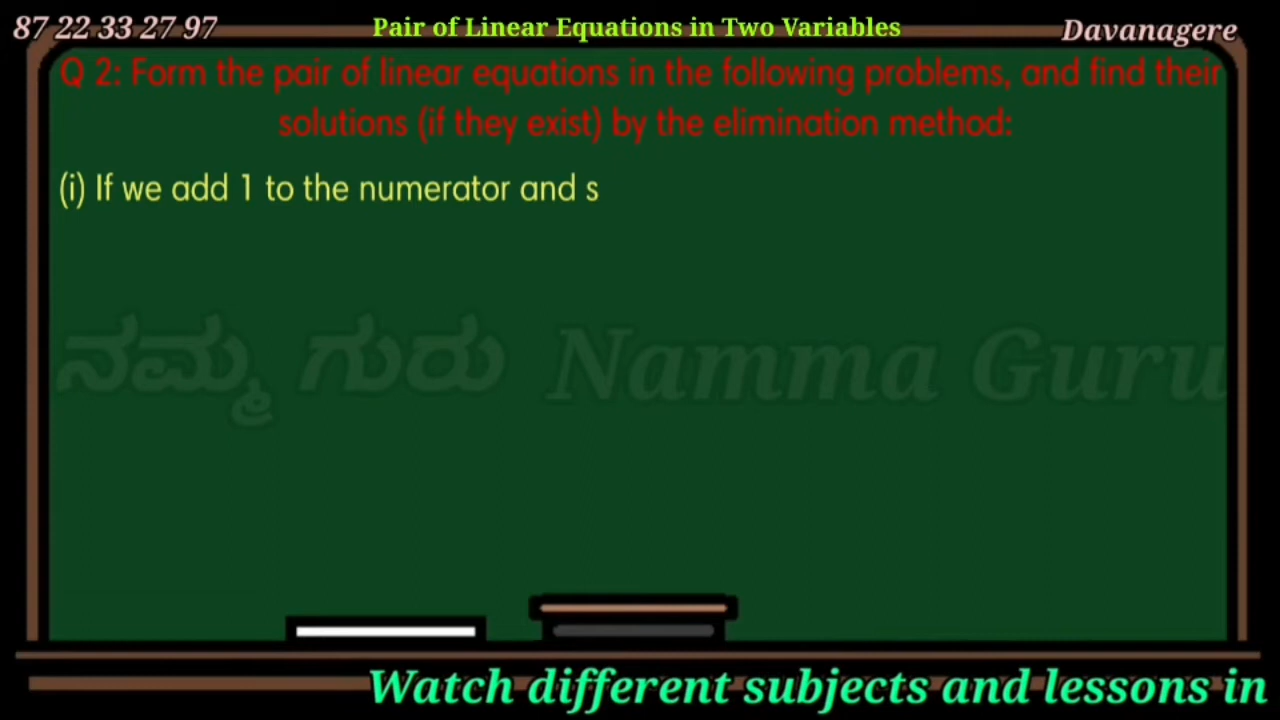 87 22 33 27 97
Pair of Linear Equations in Two Variables
Davanagere
Q 2: Form the pair of linear equations in the following problems, and find their
solutions (if they exist) by the elimination method:
(i) If we add 1 to the numerator and s
ನಮ್ಮ ಗುರು Namma Guru
Watch different subjects and lessons in